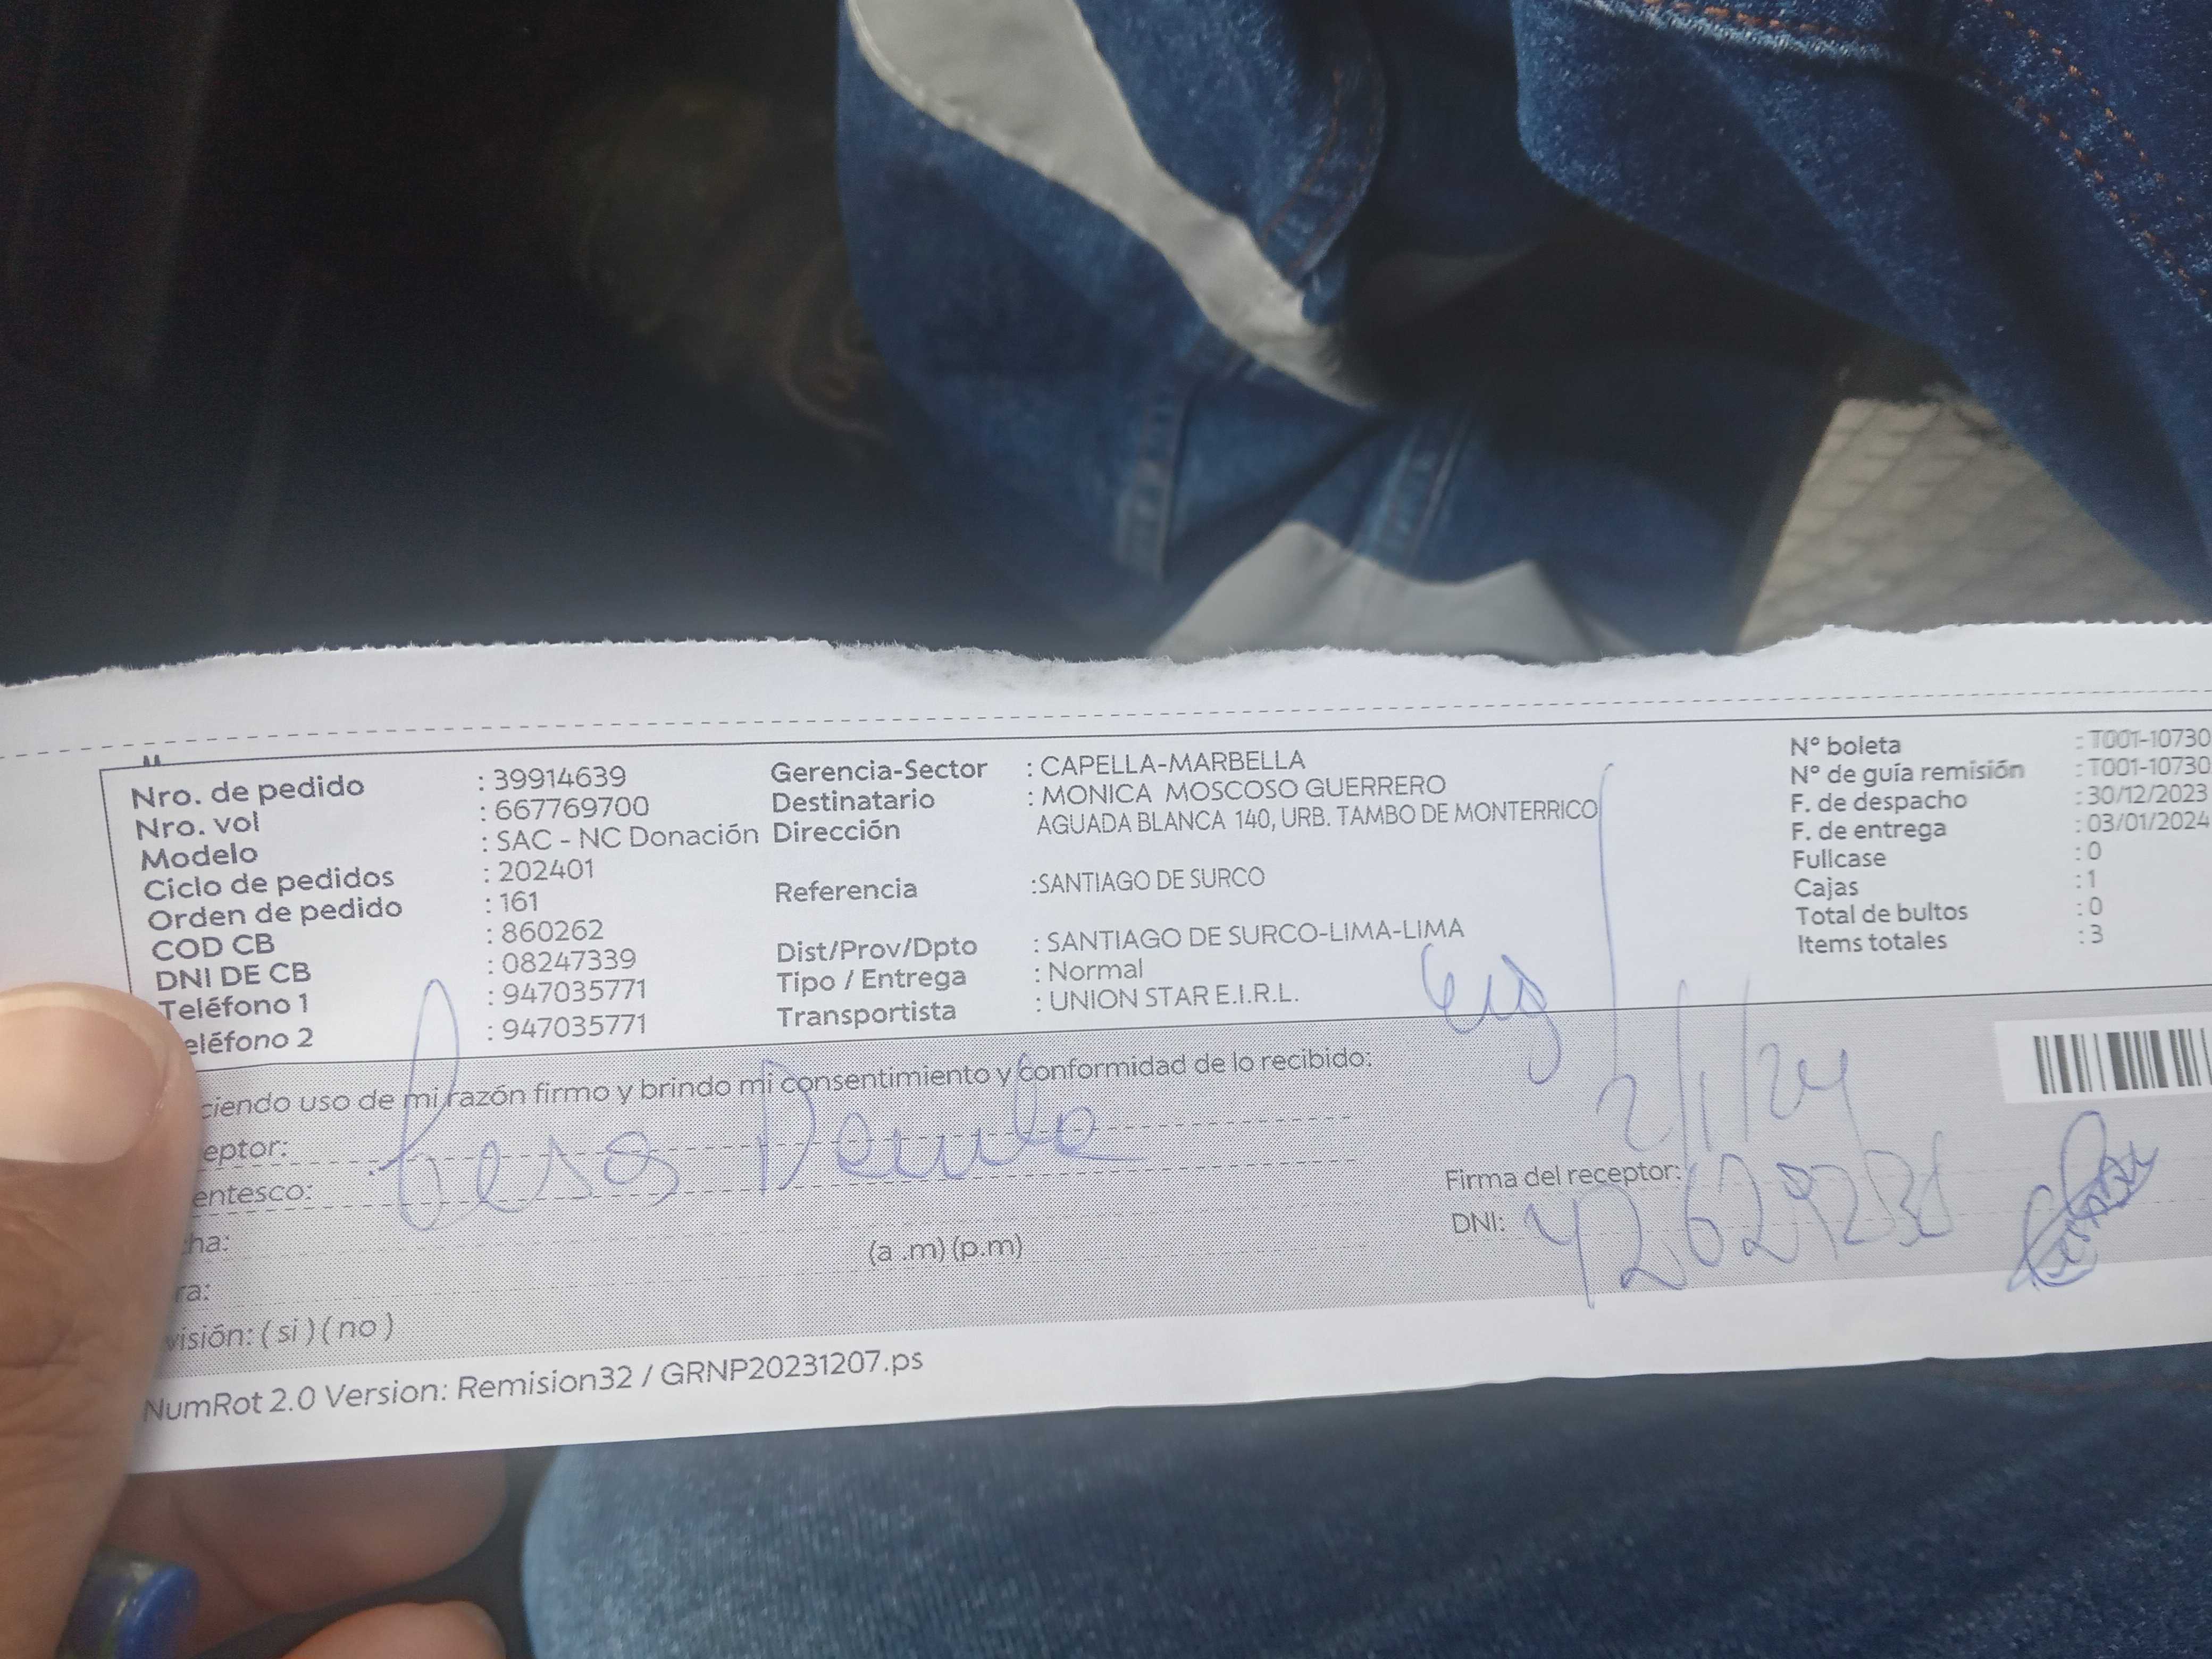 Nro. de pedido : 39914639
Nro. vol : 667769700
Modelo : SAC - NC Donación
Ciclo de pedidos : 202401
Orden de pedido : 161
COD CB : 860262
DNI DE CB : 08247339
Teléfono 1 : 947035771
eléfono 2 : 947035771
Gerencia-Sector : CAPELLA-MARBELLA
Destinatario : MONICA MOSCOSO GUERRERO
Dirección AGUADA BLANCA 140, URB. TAMBO DE MONTERRICO
Referencia :SANTIAGO DE SURCO
Dist/Prov/Dpto : SANTIAGO DE SURCO-LIMA-LIMA
Tipo / Entrega : Normal
Transportista : UNION STAR E.I.R.L.
N° boleta : T001-10730
N° de guía remisión : T001-10730
F. de despacho : 30/12/2023
F. de entrega : 03/01/2024
Fullcase : 0
Cajas : 1
Total de bultos : 0
Items totales : 3
ciendo uso de mi razón firmo y brindo mi consentimiento y conformidad de lo recibido:
2/1/24
eptor:
entesco:
Firma del receptor:
DNI:
ha:
(a .m) (p.m)
ra:
visión: ( si ) ( no )
NumRot 2.0 Version: Remision32 / GRNP20231207.ps